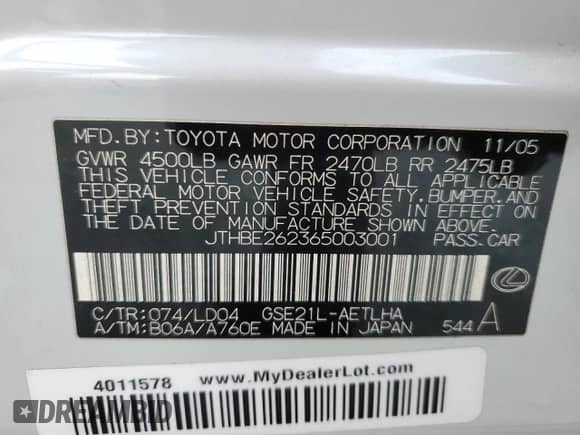 MFD. BY: TOYOTA MOTOR CORPORATION 11/05
GVWR 4500LB GAWR FR 2470LB RR 2475LB
THIS VEHICLE CONFORMS TO ALL APPLICABLE
FEDERAL MOTOR VEHICLE SAFETY, BUMPER, AND
THEFT PREVENTION STANDARDS IN EFFECT ON
THE DATE OF MANUFACTURE SHOWN ABOVE.
JTHBE262365003001 PASS. CAR
C/TR: 074/LD04 GSE21L-AETLHA
A/TM: B06A/A760E MADE IN JAPAN 544 A
4011578 www.MyDealerLot.com
DREAMBID